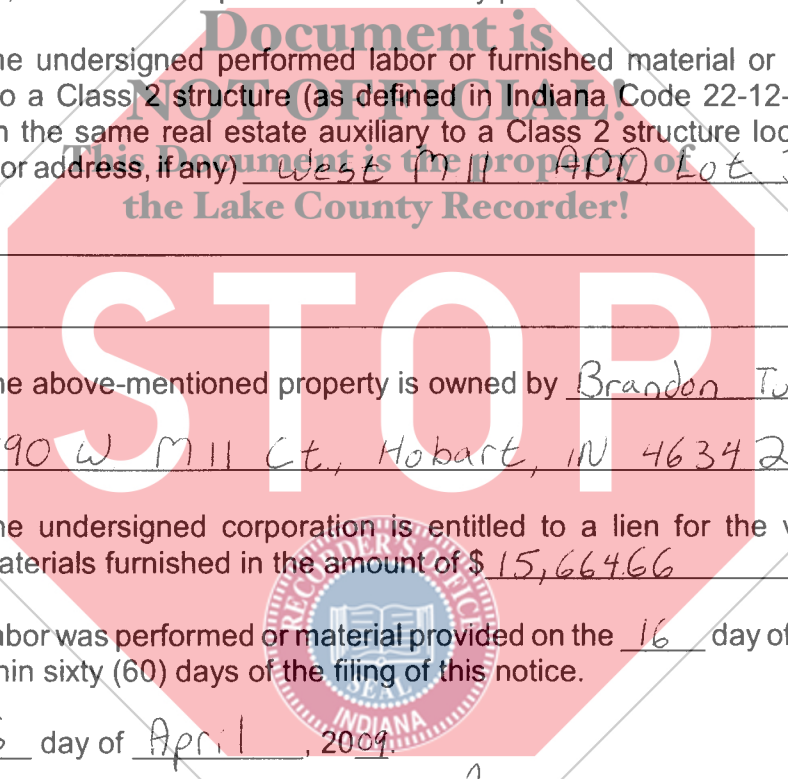 Document is
he undersigned performed labor or furnished material or
NOT OFFICIAL!
o a Class 2 structure (as defined in Indiana Code 22-12-
n the same real estate auxiliary to a Class 2 structure loc
This Document is the property of
or address, if any) West Mill ADD Lot
the Lake County Recorder!
STOP
he above-mentioned property is owned by Brandon Tu
90 W Mill Ct., Hobart, IN 46342
he undersigned corporation is entitled to a lien for the v
aterials furnished in the amount of $ 15,664.66
RECORDER'S OFFICE
abor was performed or material provided on the 16 day of
hin sixty (60) days of the filing of this notice.
SEAL
INDIANA
day of April, 2009.